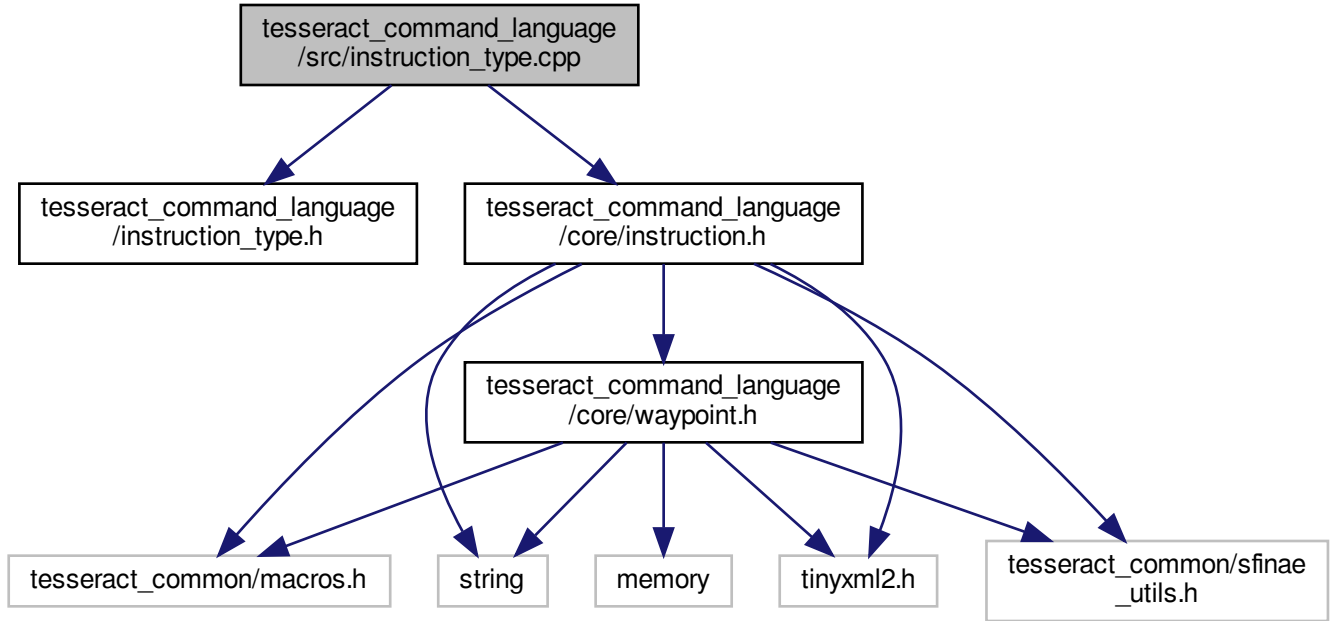 tesseract_command_language
/src/instruction_type.cpp
tesseract_command_language
/instruction_type.h
tesseract_command_language
/core/instruction.h
tesseract_command_language
/core/waypoint.h
tesseract_common/macros.h
string
memory
tinyxml2.h
tesseract_common/sfinae
_utils.h